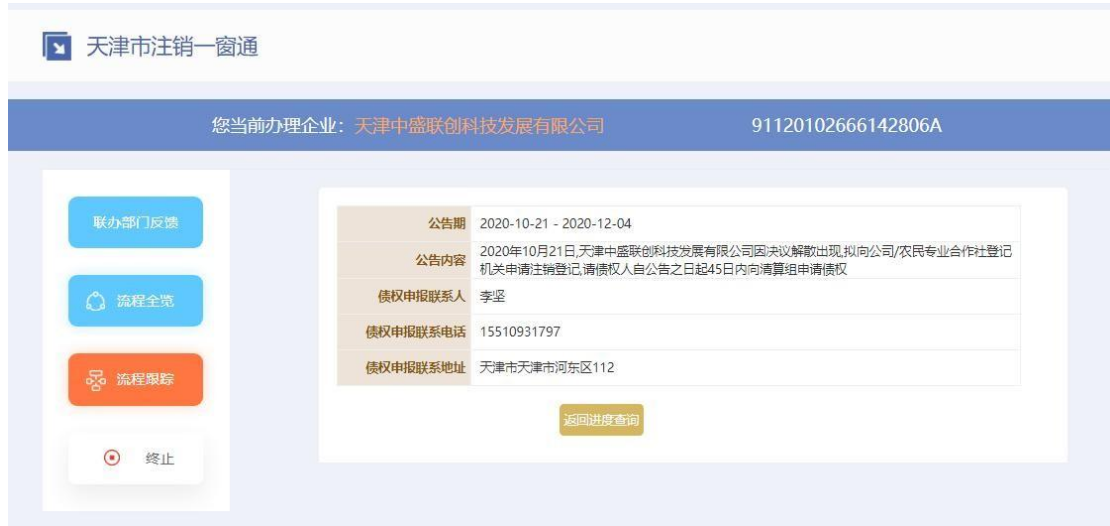 天津市注销一窗通
您当前办理企业：天津中盛联创科技发展有限公司 91120102666142806A
联办部门反馈
流程全览
流程跟踪
终止
公告期 2020-10-21 - 2020-12-04
公告内容 2020年10月21日,天津中盛联创科技发展有限公司因决议解散出现,拟向公司/农民专业合作社登记
机关申请注销登记,请债权人自公告之日起45日内向清算组申请债权
债权申报联系人 李坚
债权申报联系电话 15510931797
债权申报联系地址 天津市天津市河东区112
返回进度查询